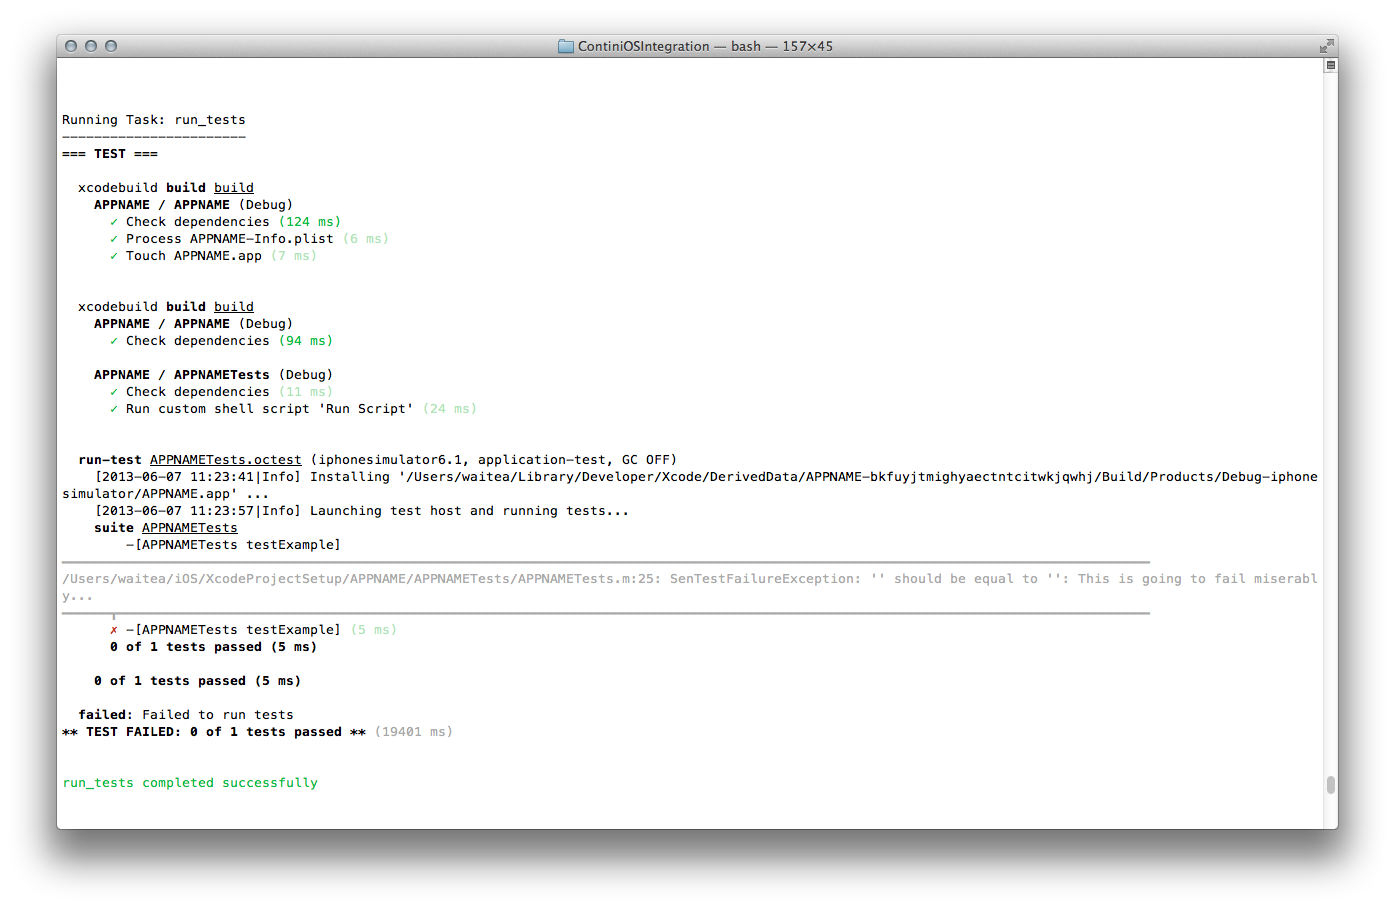 ContiniOSIntegration — bash — 157×45
Running Task: run_tests
-----------------------
=== TEST ===
xcodebuild build build
APPNAME / APPNAME (Debug)
✓ Check dependencies (124 ms)
✓ Process APPNAME-Info.plist (6 ms)
✓ Touch APPNAME.app (7 ms)
xcodebuild build build
APPNAME / APPNAME (Debug)
✓ Check dependencies (94 ms)
APPNAME / APPNAMETests (Debug)
✓ Check dependencies (11 ms)
✓ Run custom shell script 'Run Script' (24 ms)
run-test APPNAMETests.octest (iphonesimulator6.1, application-test, GC OFF)
[2013-06-07 11:23:41|Info] Installing '/Users/waitea/Library/Developer/Xcode/DerivedData/APPNAME-bkfuyjtmighyaectntcitwkjqwhj/Build/Products/Debug-iphone
simulator/APPNAME.app' ...
[2013-06-07 11:23:57|Info] Launching test host and running tests...
suite APPNAMETests
-[APPNAMETests testExample]
/Users/waitea/iOS/XcodeProjectSetup/APPNAME/APPNAMETests/APPNAMETests.m:25: SenTestFailureException: '' should be equal to '': This is going to fail miserabl
y...
✗ -[APPNAMETests testExample] (5 ms)
0 of 1 tests passed (5 ms)
0 of 1 tests passed (5 ms)
failed: Failed to run tests
** TEST FAILED: 0 of 1 tests passed ** (19401 ms)
run_tests completed successfully